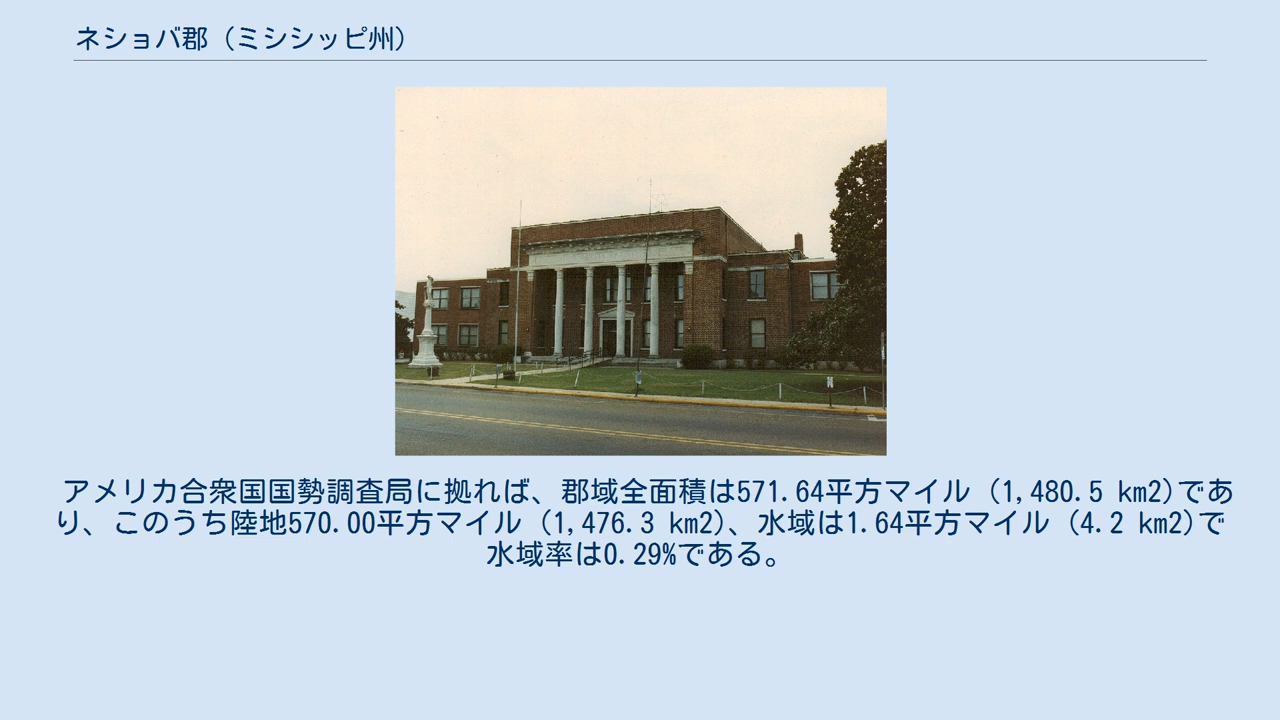 ネショバ郡（ミシシッピ州）
アメリカ合衆国国勢調査局に拠れば、郡域全面積は571.64平方マイル (1,480.5 km2)であ
り、このうち陸地570.00平方マイル (1,476.3 km2)、水域は1.64平方マイル (4.2 km2)で
水域率は0.29%である。